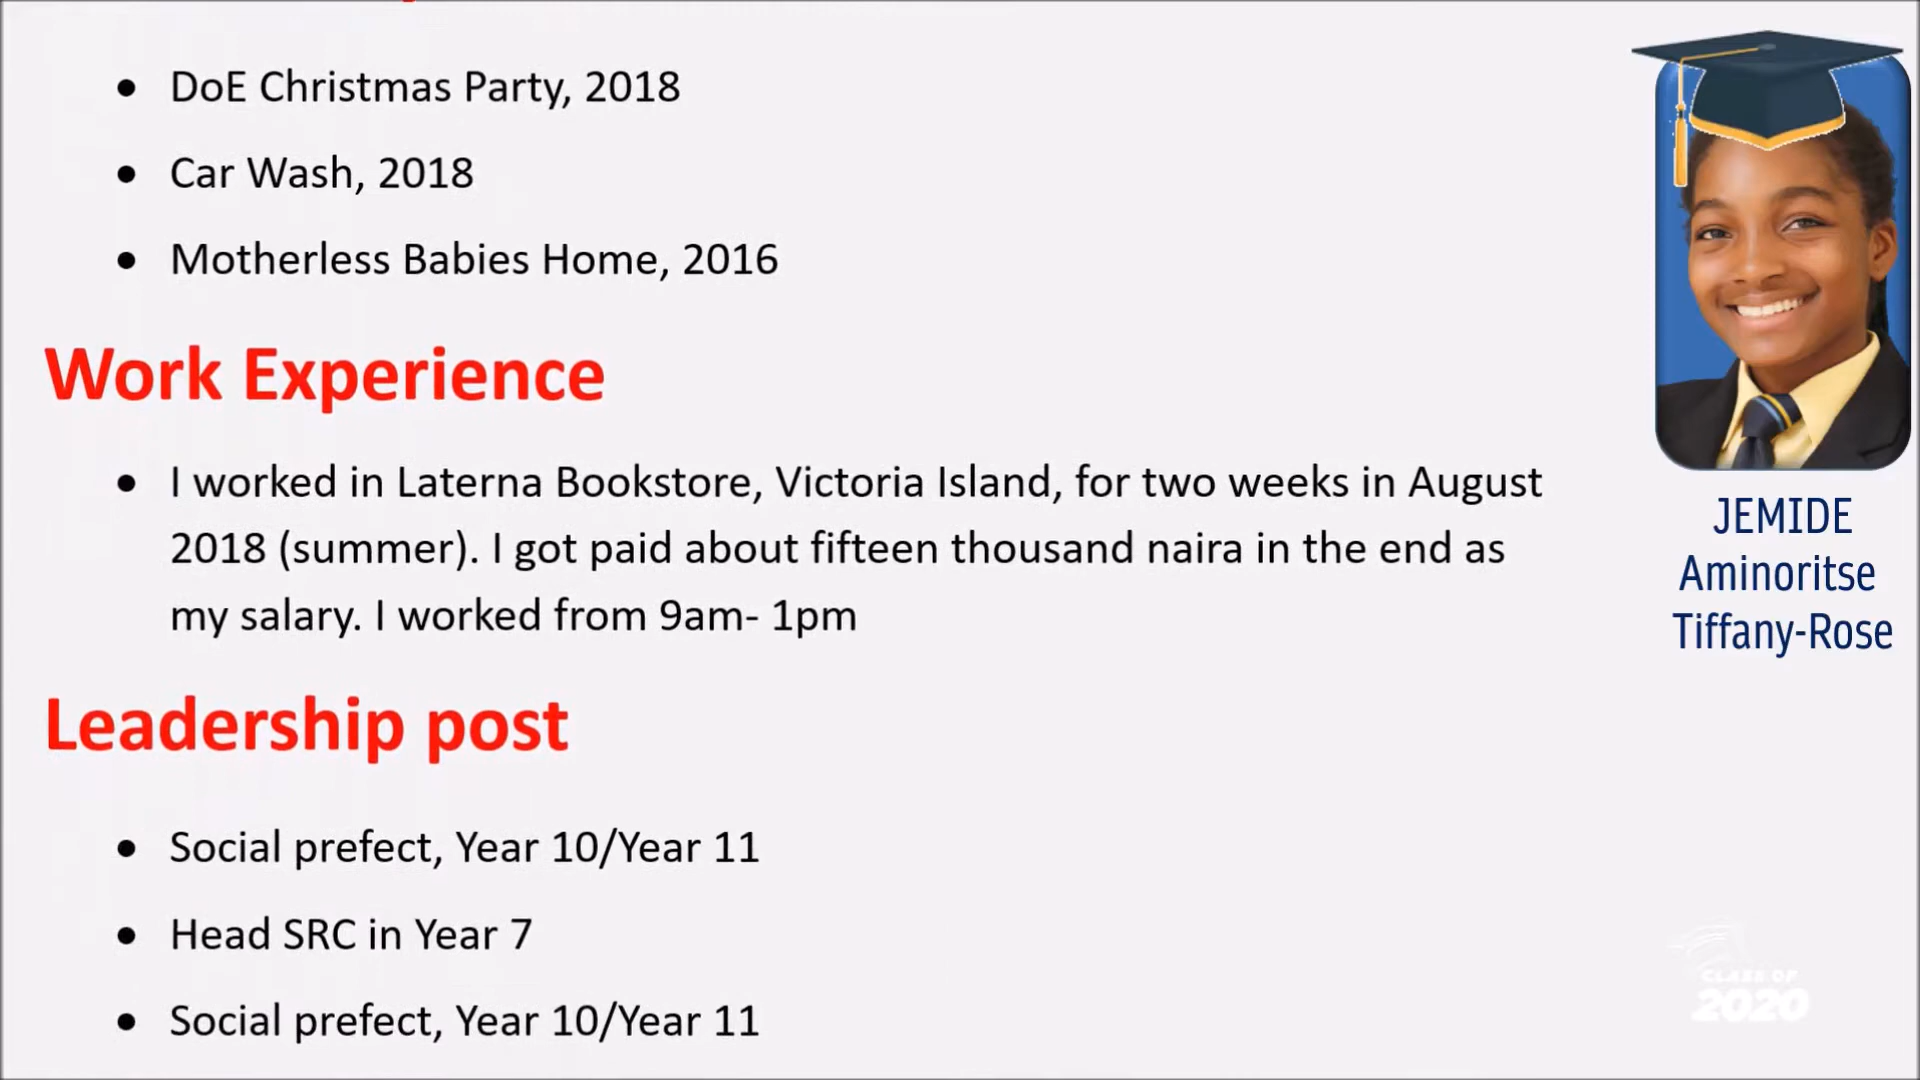 DoE Christmas Party, 2018
Car Wash, 2018
Motherless Babies Home, 2016
Work Experience
I worked in Laterna Bookstore, Victoria Island, for two weeks in August
2018 (summer). I got paid about fifteen thousand naira in the end as
my salary. I worked from 9am- 1pm
Leadership post
Social prefect, Year 10/Year 11
Head SRC in Year 7
Social prefect, Year 10/Year 11
JEMIDE
Aminoritse
Tiffany-Rose
CLASS OF
2020